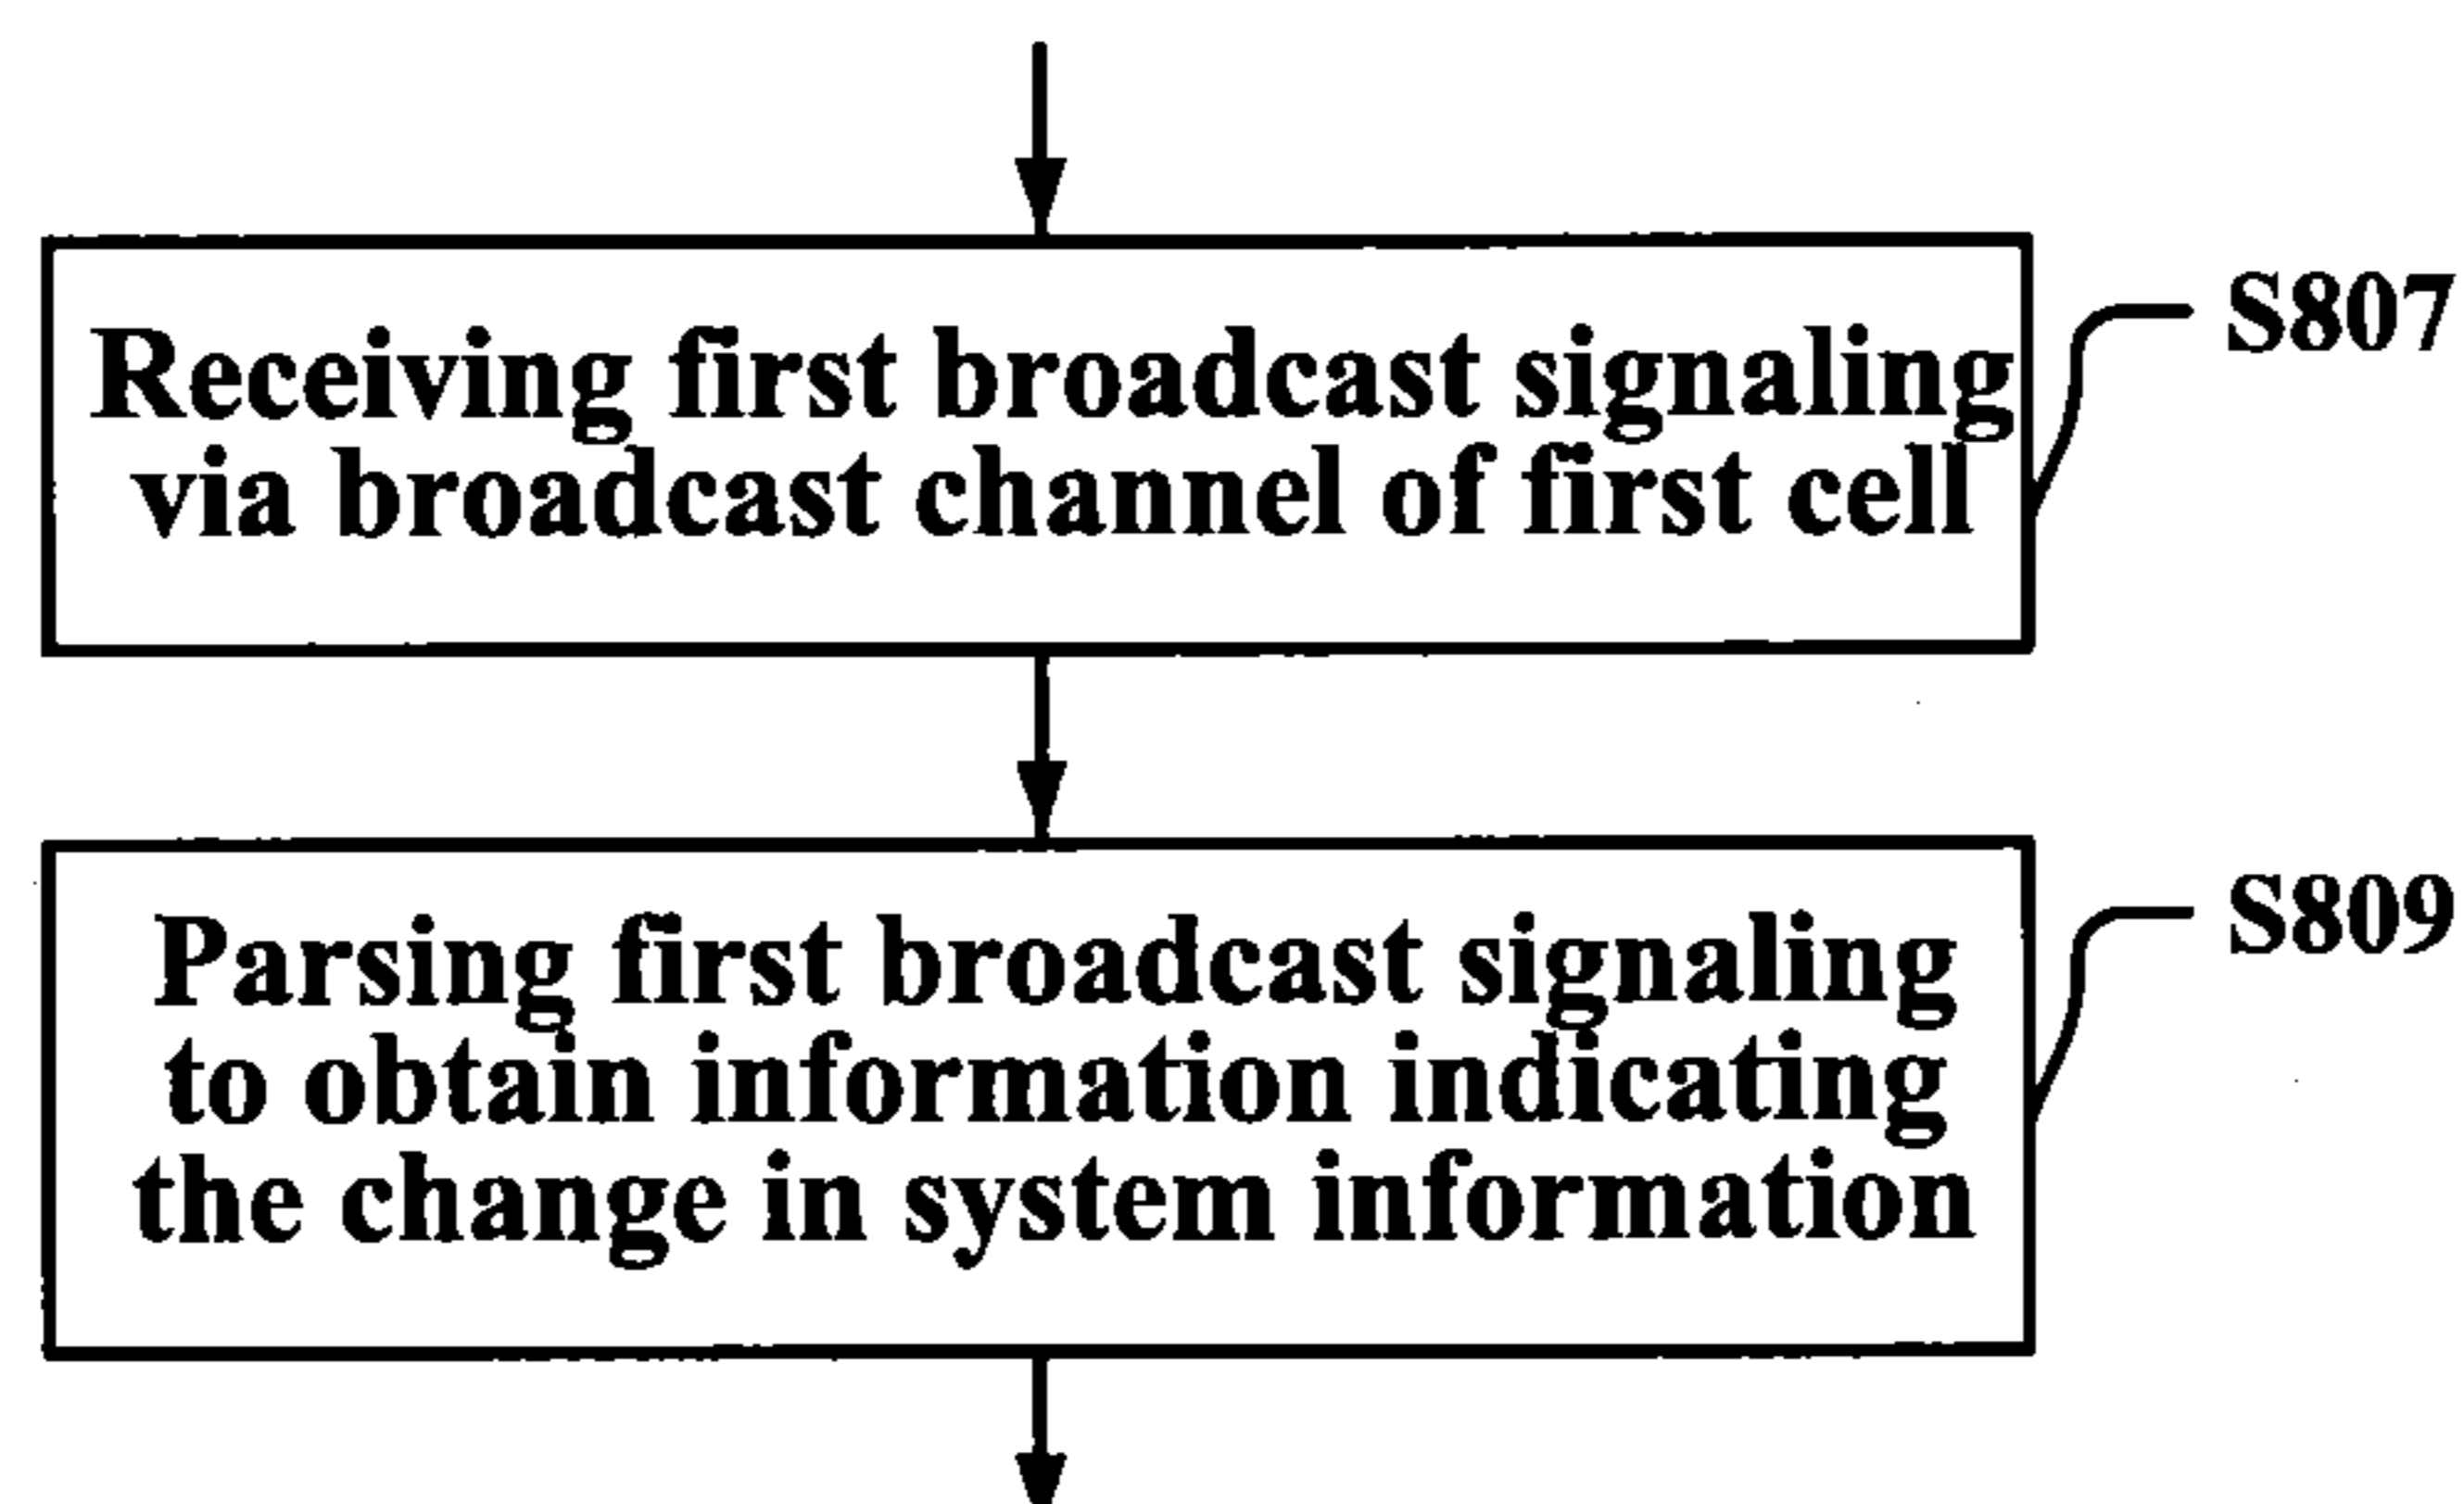 S807
Receiving first broadcast signaling
via broadcast channel of first cell
S809
Parsing first broadcast signaling
to obtain information indicating
the change in system information